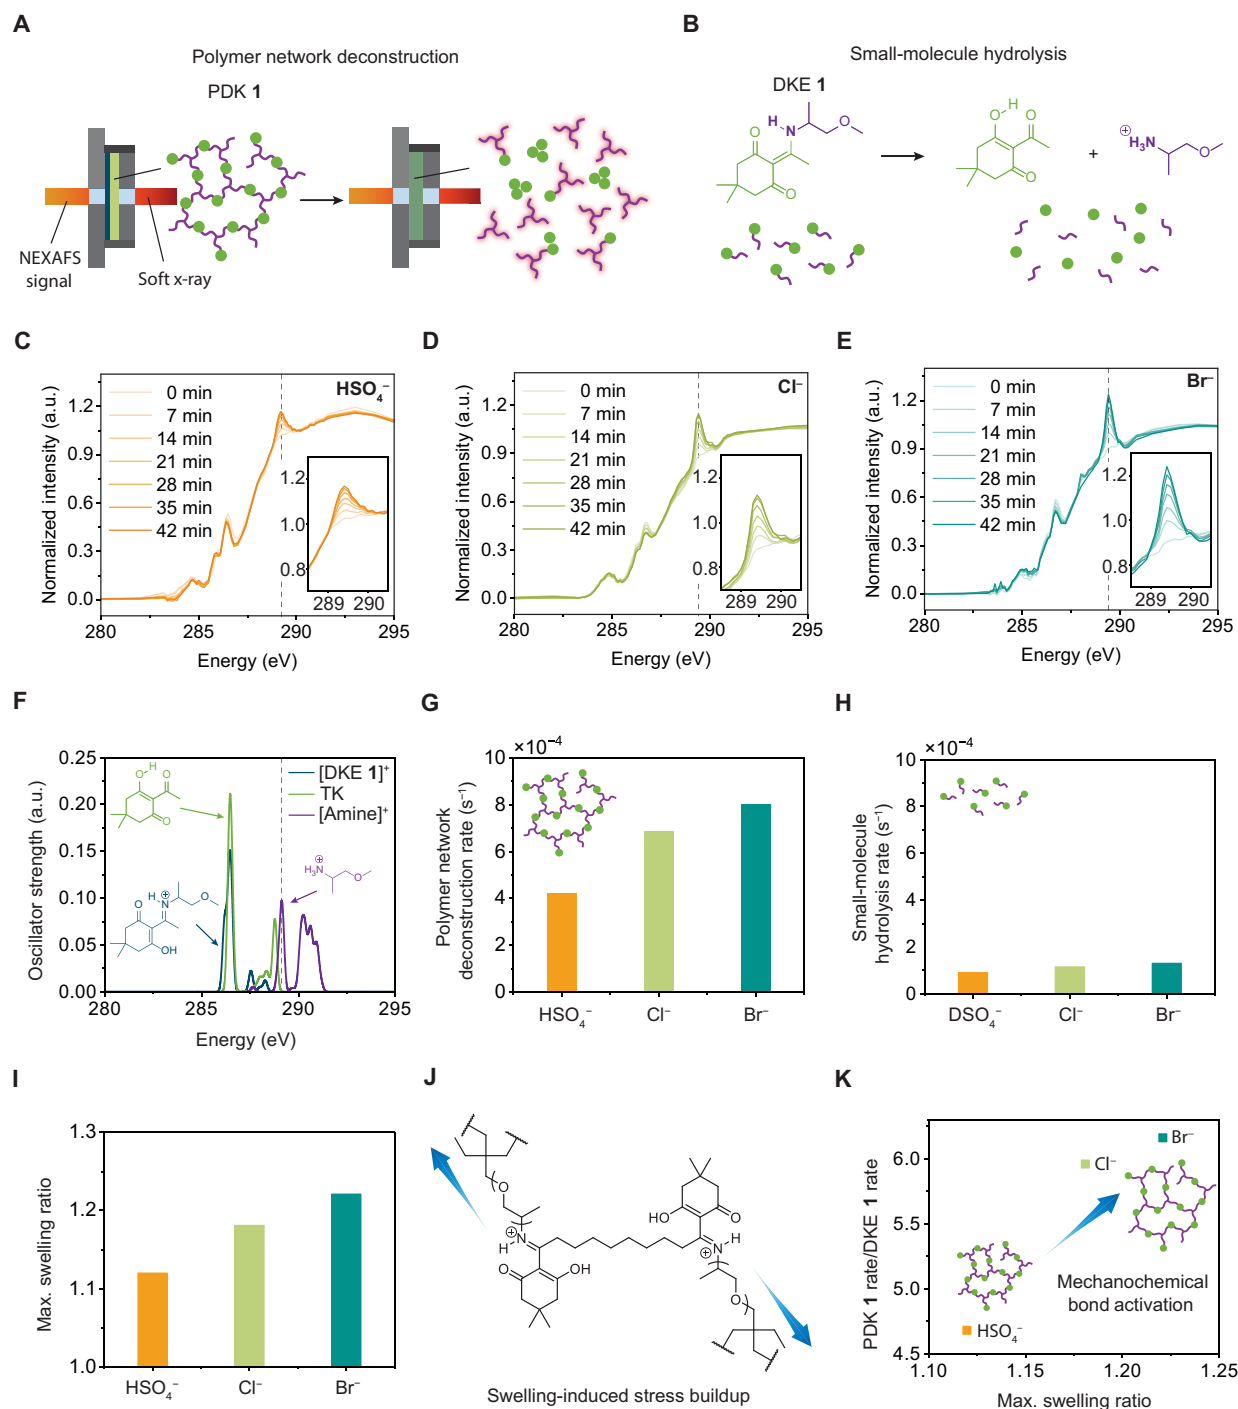 A
Polymer network deconstruction
PDK 1
NEXAFS
signal
Soft x-ray
B
Small-molecule hydrolysis
DKE 1
H
N
O
O
O
H
O
O
O
+
⊕
H₃N
O
C
Normalized intensity (a.u.)
1.2
0.9
0.6
0.3
0.0
0 min
7 min
14 min
21 min
28 min
35 min
42 min
HSO₄⁻
1.2
1.0
0.8
289 290
280 285 290 295
Energy (eV)
D
Normalized intensity (a.u.)
1.2
0.9
0.6
0.3
0.0
0 min
7 min
14 min
21 min
28 min
35 min
42 min
Cl⁻
1.2
1.0
0.8
289 290
280 285 290 295
Energy (eV)
E
Normalized intensity (a.u.)
1.2
0.9
0.6
0.3
0.0
0 min
7 min
14 min
21 min
28 min
35 min
42 min
Br⁻
1.2
1.0
0.8
289 290
280 285 290 295
Energy (eV)
F
Oscillator strength (a.u.)
0.25
0.20
0.15
0.10
0.05
0.00
[DKE 1]⁺
TK
[Amine]⁺
H
O
O
O
⊕
H₃N
O
⊕
H
N
O
O
OH
280 285 290 295
Energy (eV)
G
×10⁻⁴
Polymer network
deconstruction rate (s⁻¹)
10
8
6
4
2
0
HSO₄⁻ Cl⁻ Br⁻
H
×10⁻⁴
Small-molecule
hydrolysis rate (s⁻¹)
10
8
6
4
2
0
DSO₄⁻ Cl⁻ Br⁻
I
Max. swelling ratio
1.3
1.2
1.1
1.0
HSO₄⁻ Cl⁻ Br⁻
J
O
⊕
H N
O
OH
HO
O
N H
⊕
O
Swelling-induced stress buildup
K
PDK 1 rate/DKE 1 rate
6.0
5.5
5.0
4.5
Br⁻
Cl⁻
HSO₄⁻
Mechanochemical
bond activation
1.10 1.15 1.20 1.25
Max. swelling ratio